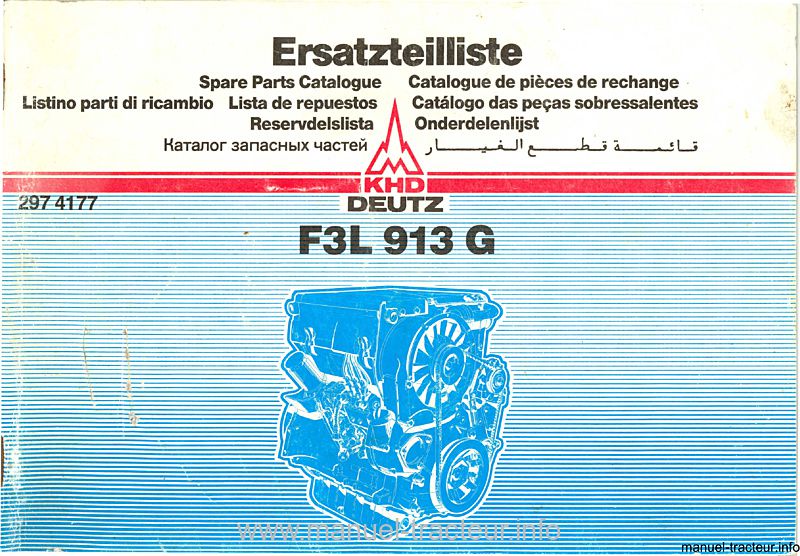 Ersatzteilliste
Spare Parts Catalogue Catalogue de pièces de rechange
Listino parti di ricambio Lista de repuestos Catálogo das peças sobressalentes
Reservdelslista Onderdelenlijst
Каталог запасных частей قائمة قطع الغيار
KHD
297 4177
DEUTZ
F3L 913 G
www.manuel-tracteur.info
www.manuel-tracteur.info